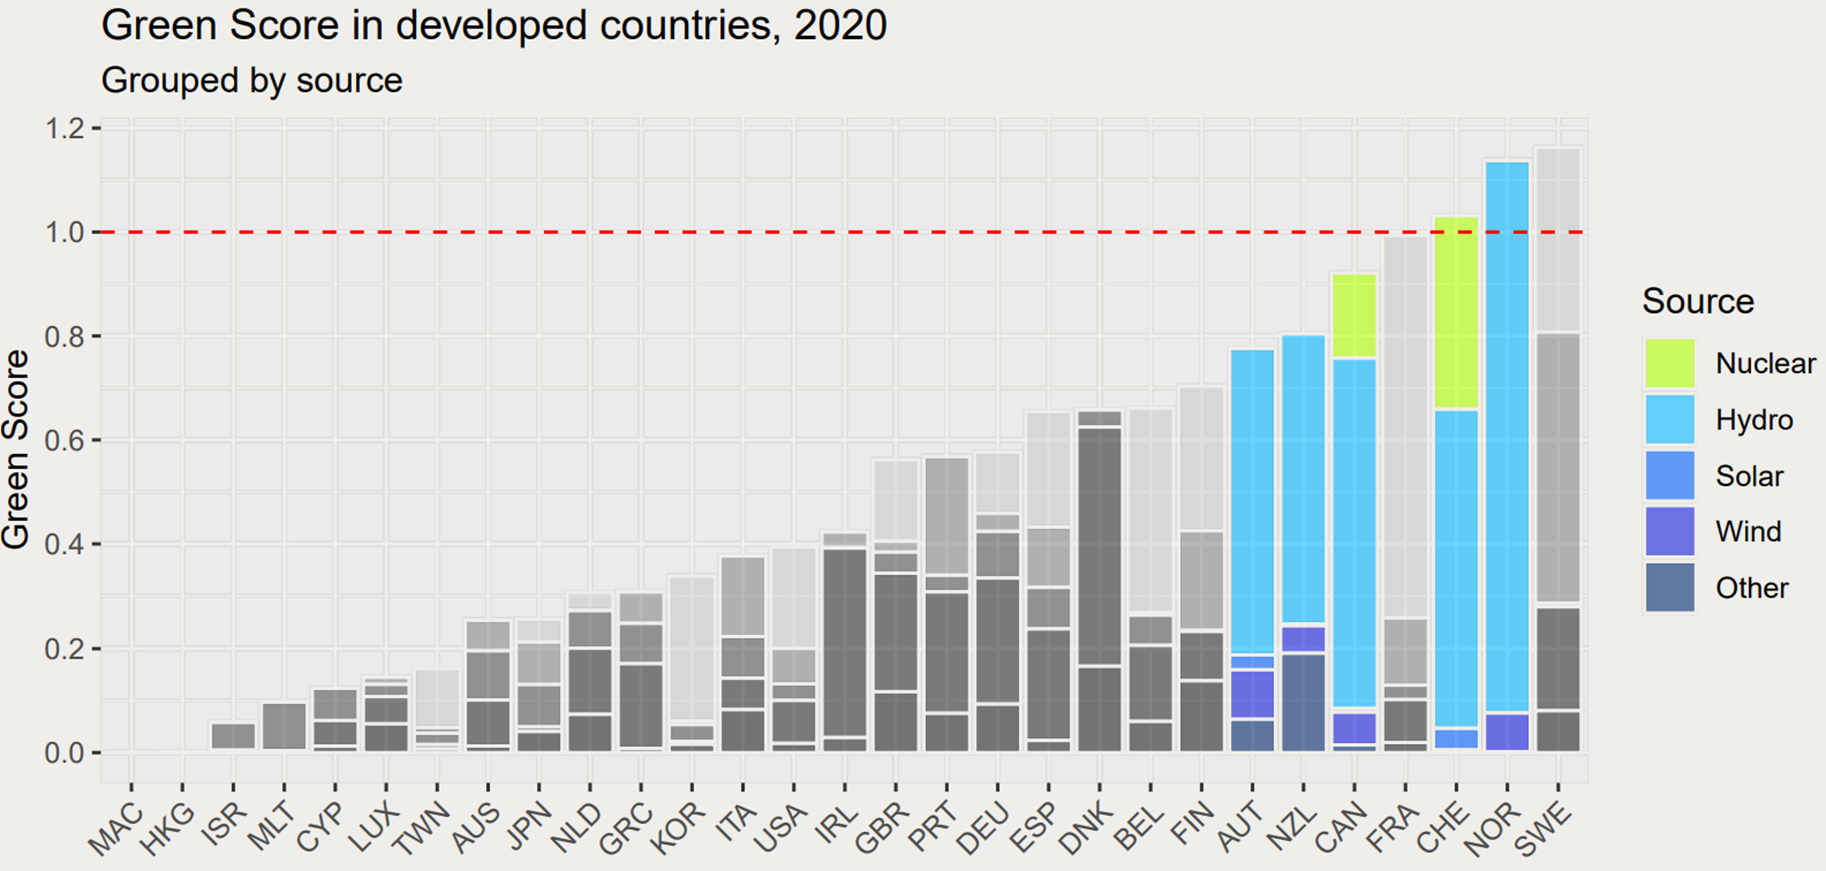 Green Score in developed countries, 2020
Grouped by source
Green Score
1.2
1.0
0.8
0.6
0.4
0.2
0.0
MAC HKG ISR MLT CYP LUX TWN AUS JPN NLD GRC KOR ITA USA IRL GBR PRT DEU ESP DNK BEL FIN AUT NZL CAN FRA CHE NOR SWE
Source
Nuclear
Hydro
Solar
Wind
Other